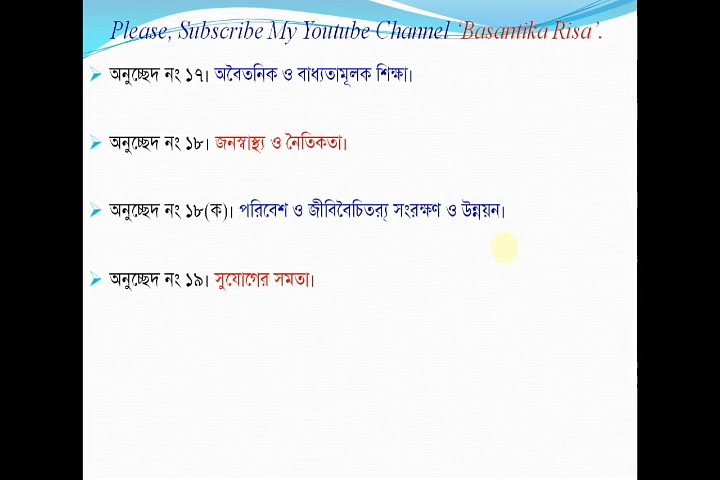 Please, Subscribe My Youtube Channel ‘Basantika Risa’.
অনুচ্ছেদ নং ১৭। অবৈতনিক ও বাধ্যতামূলক শিক্ষা।
অনুচ্ছেদ নং ১৮। জনস্বাস্থ্য ও নৈতিকতা।
অনুচ্ছেদ নং ১৮(ক)। পরিবেশ ও জীবিবৈচিতর‌্য সংরক্ষণ ও উন্নয়ন।
অনুচ্ছেদ নং ১৯। সুযোগের সমতা।